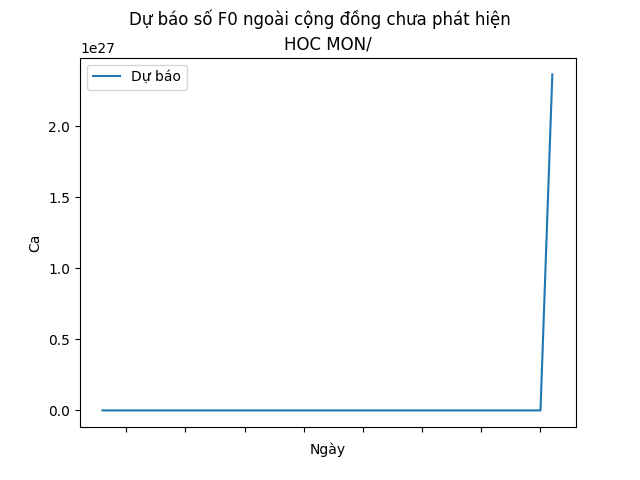 Dự báo số F0 ngoài cộng đồng chưa phát hiện
HOC MON/
1e27
Dự báo
2.0
1.5
1.0
0.5
0.0
Ca
Ngày